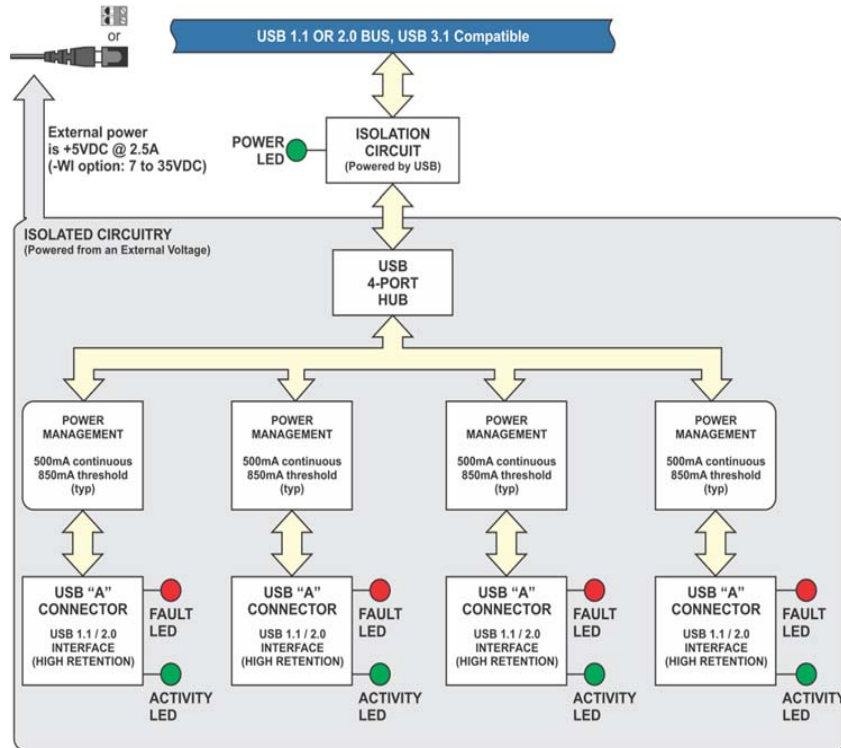 or
USB 1.1 OR 2.0 BUS, USB 3.1 Compatible
External power
is +5VDC @ 2.5A
(-WI option: 7 to 35VDC)
POWER
LED
ISOLATION
CIRCUIT
(Powered by USB)
ISOLATED CIRCUITRY
(Powered from an External Voltage)
USB
4-PORT
HUB
POWER
MANAGEMENT
500mA continuous
850mA threshold
(typ)
POWER
MANAGEMENT
500mA continuous
850mA threshold
(typ)
POWER
MANAGEMENT
500mA continuous
850mA threshold
(typ)
POWER
MANAGEMENT
500mA continuous
850mA threshold
(typ)
USB “A”
CONNECTOR
USB 1.1 / 2.0
INTERFACE
(HIGH RETENTION)
FAULT
LED
ACTIVITY
LED
USB “A”
CONNECTOR
USB 1.1 / 2.0
INTERFACE
(HIGH RETENTION)
FAULT
LED
ACTIVITY
LED
USB “A”
CONNECTOR
USB 1.1 / 2.0
INTERFACE
(HIGH RETENTION)
FAULT
LED
ACTIVITY
LED
USB “A”
CONNECTOR
USB 1.1 / 2.0
INTERFACE
(HIGH RETENTION)
FAULT
LED
ACTIVITY
LED